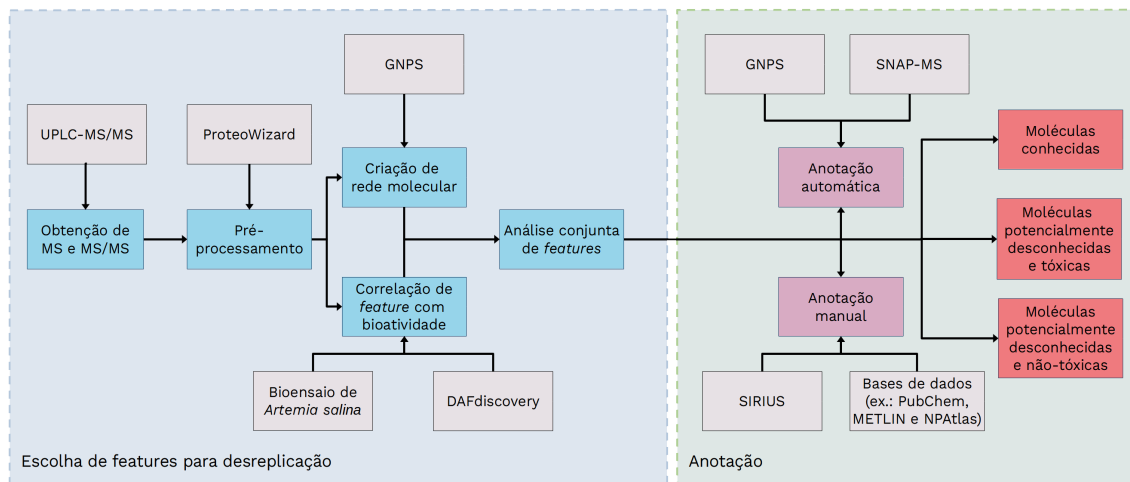 GNPS
GNPS
SNAP-MS
UPLC-MS/MS
ProteoWizard
Moléculas
conhecidas
Criação de
rede molecular
Anotação
automática
Obtenção de
MS e MS/MS
Pré-
processamento
Análise conjunta
de features
Moléculas
potencialmente
desconhecidas
e tóxicas
Correlação de
feature com
bioatividade
Anotação
manual
Moléculas
potencialmente
desconhecidas
e não-tóxicas
Bioensaio de
Artemia salina
DAFdiscovery
SIRIUS
Bases de dados
(ex.: PubChem,
METLIN e NPAtlas)
Escolha de features para desreplicação
Anotação